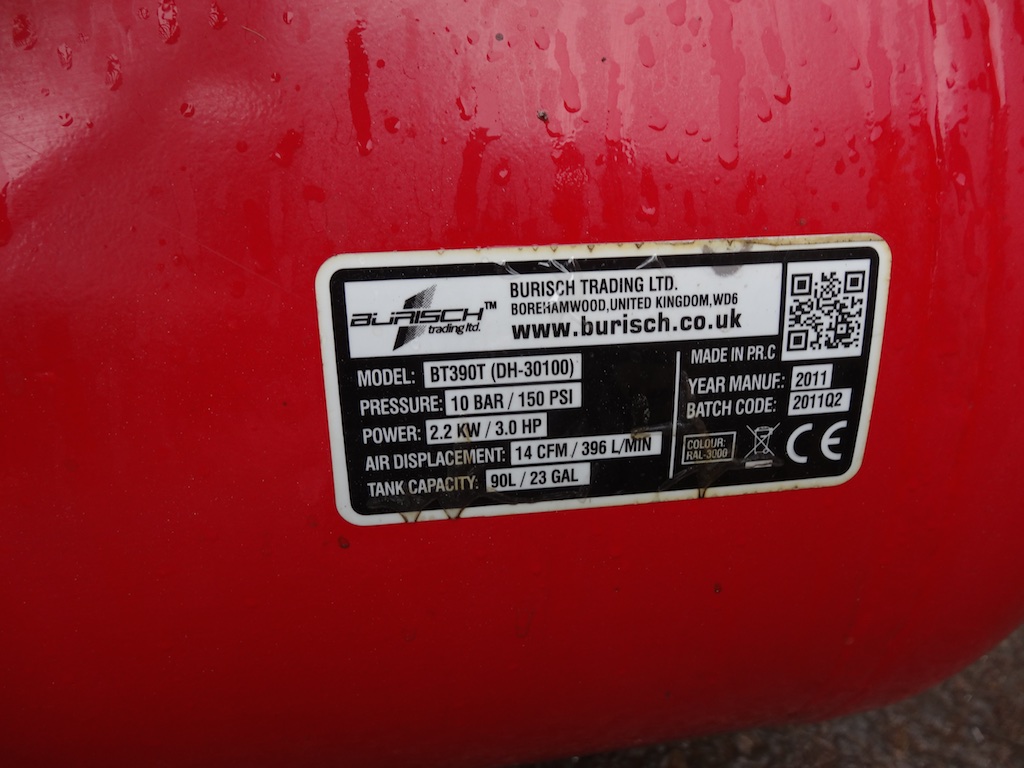 BURISCH™
trading ltd.
BURISCH TRADING LTD.
BOREHAMWOOD,UNITED KINGDOM,WD6
www.burisch.co.uk
MODEL: BT390T (DH-30100)
PRESSURE: 10 BAR / 150 PSI
POWER: 2.2 KW / 3.0 HP
AIR DISPLACEMENT: 14 CFM / 396 L/MIN
TANK CAPACITY: 90L / 23 GAL
MADE IN P.R.C
YEAR MANUF.: 2011
BATCH CODE: 2011Q2
COLOUR:
RAL-3000
CE